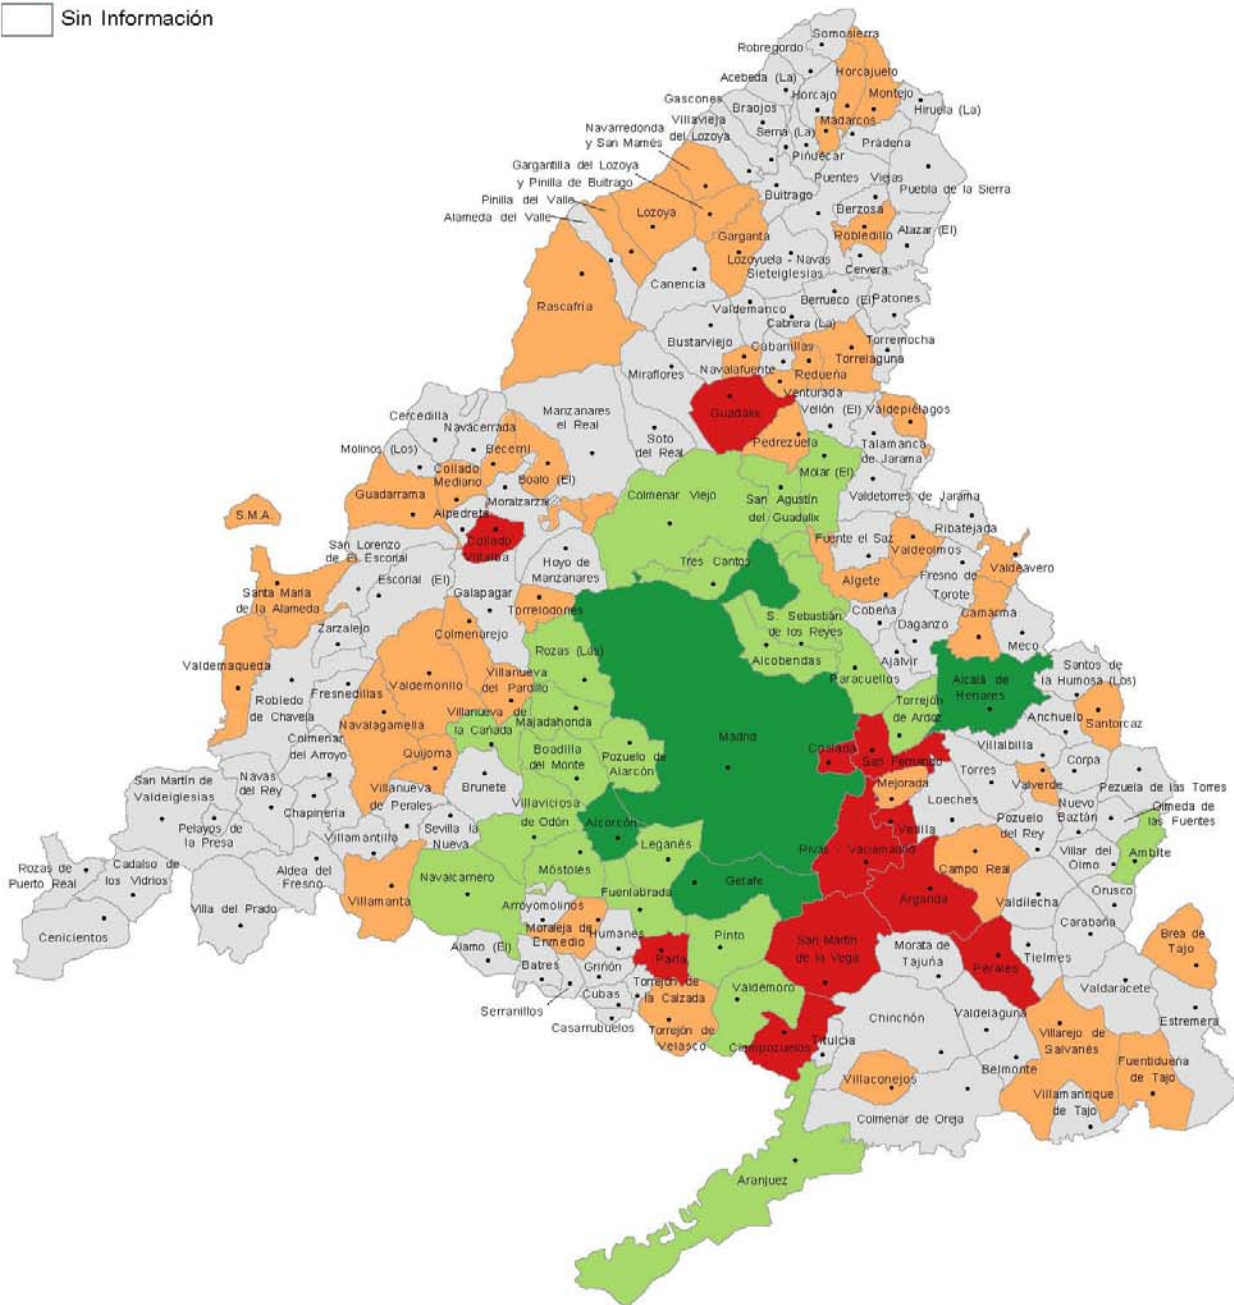 Sin Información
Somosierra
Robregordo
Horcajuelo
Acebeda (La)
Horcajo
Montejo
Gascones
Braojos
Hiruela (La)
Villavieja
del Lozoya
Madarcos
Navarredonda
y San Mamés
Serna (La)
Prádena
Piñuécar
Gargantilla del Lozoya
y Pinilla de Buitrago
Puentes Viejas
Puebla de la Sierra
Buitrago
Pinilla del Valle
Alameda del Valle
Lozoya
Berzosa
Garganta
Robledillo
Atazar (El)
Lozoyuela - Navas
Sieteiglesias
Cervera
Canencia
Rascafría
Berrueco (El)
Patones
Valdemanco
Cabrera (La)
Bustarviejo
Cabanillas
Torremocha
Torrelaguna
Navalafuente
Redueña
Miraflores
Venturada
Guadalix
Vellón (El)
Valdepiélagos
Cercedilla
Manzanares
el Real
Navacerrada
Soto
del Real
Pedrezuela
Talamanca
de Jarama
Molinos (Los)
Becerril
Collado
Mediano
Boalo (El)
Molar (El)
Guadarrama
Moralzarzal
Colmenar Viejo
San Agustín
del Guadalix
Valdetorres de Jarama
S.M.A.
Alpedrete
Ribatejada
Collado
Villalba
Fuente el Saz
Valdeolmos
San Lorenzo
de El Escorial
Hoyo de
Manzanares
Tres Cantos
Valdeavero
Escorial (El)
Algete
Fresno de
Torote
Santa María
de la Alameda
Galapagar
Torrelodones
Camarma
S. Sebastián
de los Reyes
Cobeña
Daganzo
Zarzalejo
Colmenarejo
Meco
Rozas (Las)
Alcobendas
Ajalvir
Valdemaqueda
Robledo
de Chavela
Fresnedillas
Valdemorillo
Villanueva
del Pardillo
Paracuellos
Alcalá de
Henares
Santos de
la Humosa (Los)
Navalagamella
Villanueva de
la Cañada
Majadahonda
Torrejón
de Ardoz
Anchuelo
Santorcaz
Colmenar
del Arroyo
Madrid
Quijorna
Boadilla
del Monte
Pozuelo de
Alarcón
Coslada
San Fernando
Villalbilla
Corpa
San Martín de
Valdeiglesias
Navas
del Rey
Villanueva
de Perales
Brunete
Mejorada
Torres
Valverde
Pezuela de las Torres
Chapinería
Villaviciosa
de Odón
Loeches
Nuevo
Baztán
Olmeda de
las Fuentes
Pelayos de
la Presa
Villamantilla
Sevilla la
Nueva
Alcorcón
Velilla
Pozuelo
del Rey
Leganés
Rivas - Vaciamadrid
Villar del
Olmo
Ambite
Rozas de
Puerto Real
Cadalso de
los Vidrios
Aldea del
Fresno
Móstoles
Campo Real
Navalcarnero
Getafe
Fuenlabrada
Arganda
Orusco
Villamanta
Valdilecha
Villa del Prado
Arroyomolinos
Carabaña
Cenicientos
Moraleja de
Enmedio
Humanes
Pinto
San Martín
de la Vega
Morata de
Tajuña
Brea de
Tajo
Alamo (El)
Parla
Perales
Tielmes
Batres
Griñón
Valdaracete
Torrejón de
la Calzada
Valdemoro
Serranillos
Cubas
Casarrubuelos
Torrejón de
Velasco
Chinchón
Valdelaguna
Estremera
Ciempozuelos
Titulcia
Villarejo de
Salvanés
Belmonte
Fuentidueña
de Tajo
Villaconejos
Villamanrique
de Tajo
Colmenar de Oreja
Aranjuez